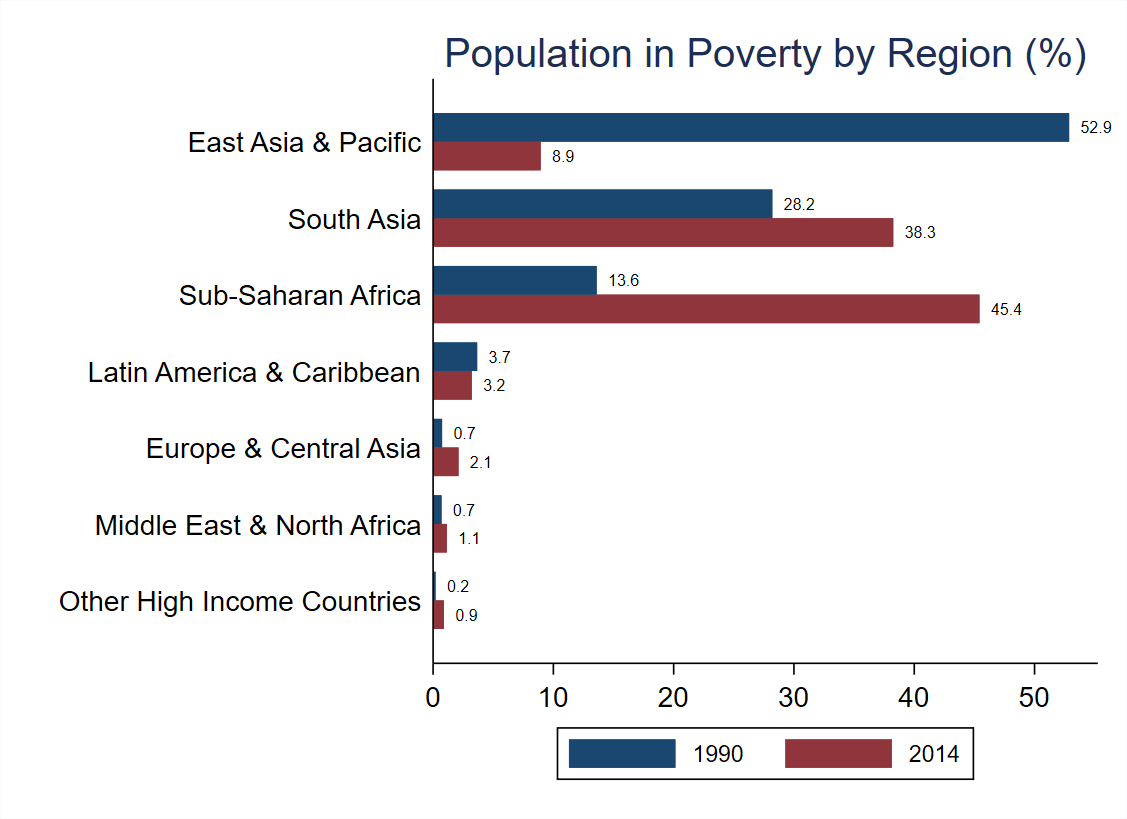 Population in Poverty by Region (%)
East Asia & Pacific
52.9
8.9
South Asia
28.2
38.3
Sub-Saharan Africa
13.6
45.4
Latin America & Caribbean
3.7
3.2
Europe & Central Asia
0.7
2.1
Middle East & North Africa
0.7
1.1
Other High Income Countries
0.2
0.9
0 10 20 30 40 50
1990 2014